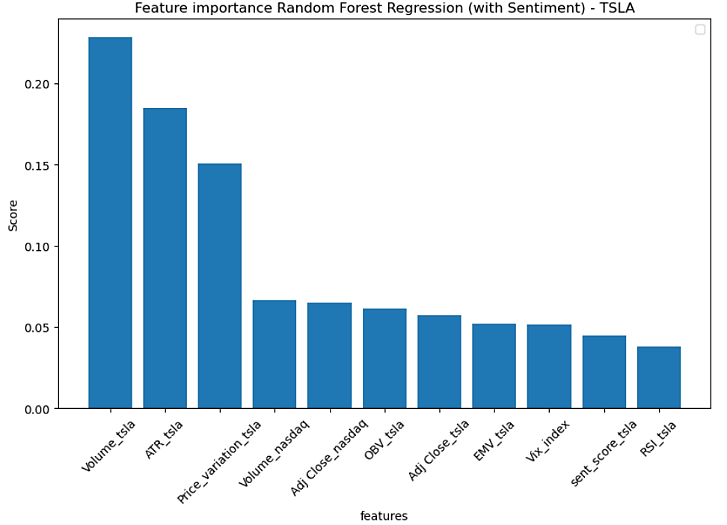 Feature importance Random Forest Regression (with Sentiment) - TSLA
Score
0.20
0.15
0.10
0.05
0.00
Volume_tsla
ATR_tsla
Price_variation_tsla
Volume_nasdaq
Adj Close_nasdaq
OBV_tsla
Adj Close_tsla
EMV_tsla
Vix_index
sent_score_tsla
RSI_tsla
features